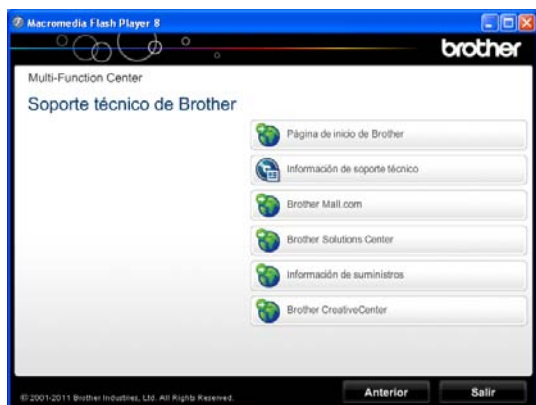 Macromedia Flash Player 8
brother
Multi-Function Center
Soporte técnico de Brother
Página de inicio de Brother
Información de soporte técnico
Brother Mall.com
Brother Solutions Center
Información de suministros
Brother CreativeCenter
© 2001-2011 Brother Industries, Ltd. All Rights Reserved.
Anterior
Salir